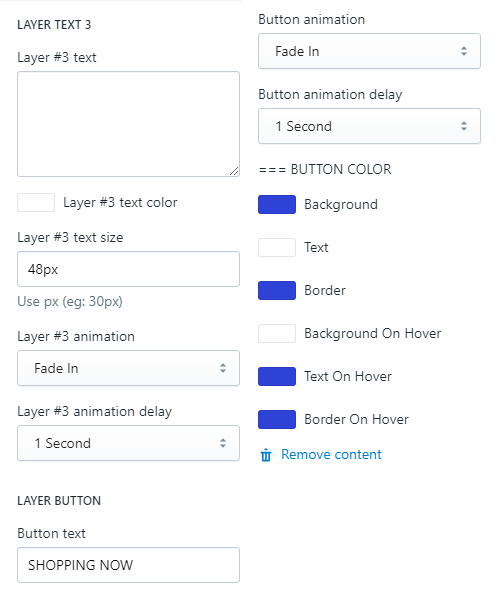 LAYER TEXT 3
Layer #3 text
Layer #3 text color
Layer #3 text size
48px
Use px (eg: 30px)
Layer #3 animation
Fade In
Layer #3 animation delay
1 Second
LAYER BUTTON
Button text
SHOPPING NOW
Button animation
Fade In
Button animation delay
1 Second
=== BUTTON COLOR
Background
Text
Border
Background On Hover
Text On Hover
Border On Hover
Remove content